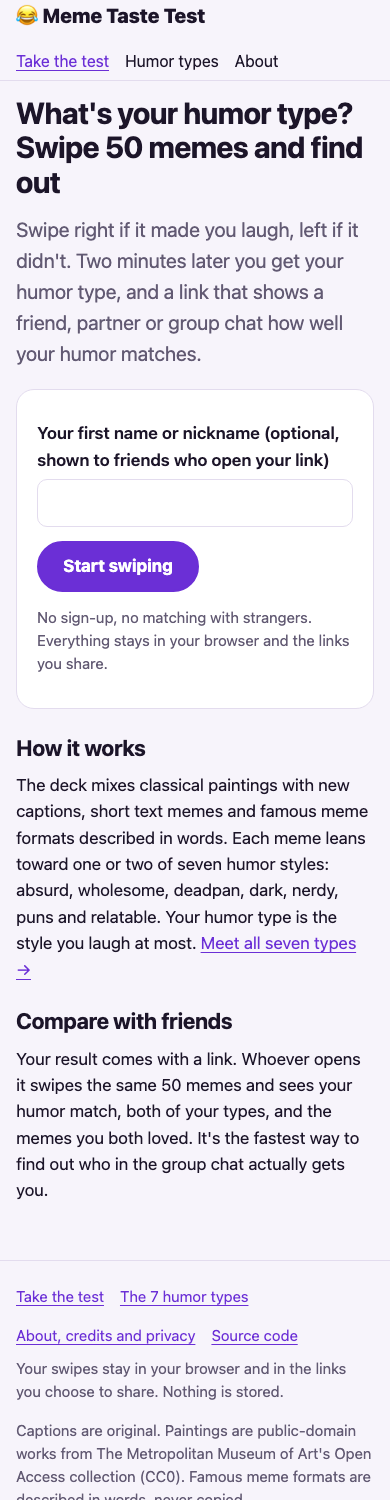 😂 Meme Taste Test
Take the test Humor types About
What's your humor type?
Swipe 50 memes and find
out
Swipe right if it made you laugh, left if it
didn't. Two minutes later you get your
humor type, and a link that shows a
friend, partner or group chat how well
your humor matches.
Your first name or nickname (optional,
shown to friends who open your link)
Start swiping
No sign-up, no matching with strangers.
Everything stays in your browser and the links
you share.
How it works
The deck mixes classical paintings with new
captions, short text memes and famous meme
formats described in words. Each meme leans
toward one or two of seven humor styles:
absurd, wholesome, deadpan, dark, nerdy,
puns and relatable. Your humor type is the
style you laugh at most. Meet all seven types
→
Compare with friends
Your result comes with a link. Whoever opens
it swipes the same 50 memes and sees your
humor match, both of your types, and the
memes you both loved. It's the fastest way to
find out who in the group chat actually gets
you.
Take the test The 7 humor types
About, credits and privacy Source code
Your swipes stay in your browser and in the links
you choose to share. Nothing is stored.
Captions are original. Paintings are public-domain
works from The Metropolitan Museum of Art's Open
Access collection (CC0). Famous meme formats are
described in words, never copied.